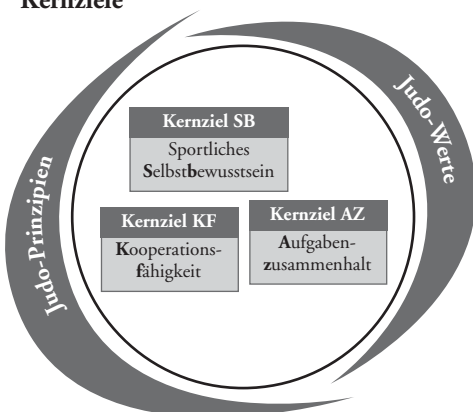 Kernziele
Judo-Werte
Judo-Prinzipien
Kernziel SB
Sportliches
Selbstbewusstsein
Kernziel KF
Kooperations-
fähigkeit
Kernziel AZ
Aufgaben-
zusammenhalt